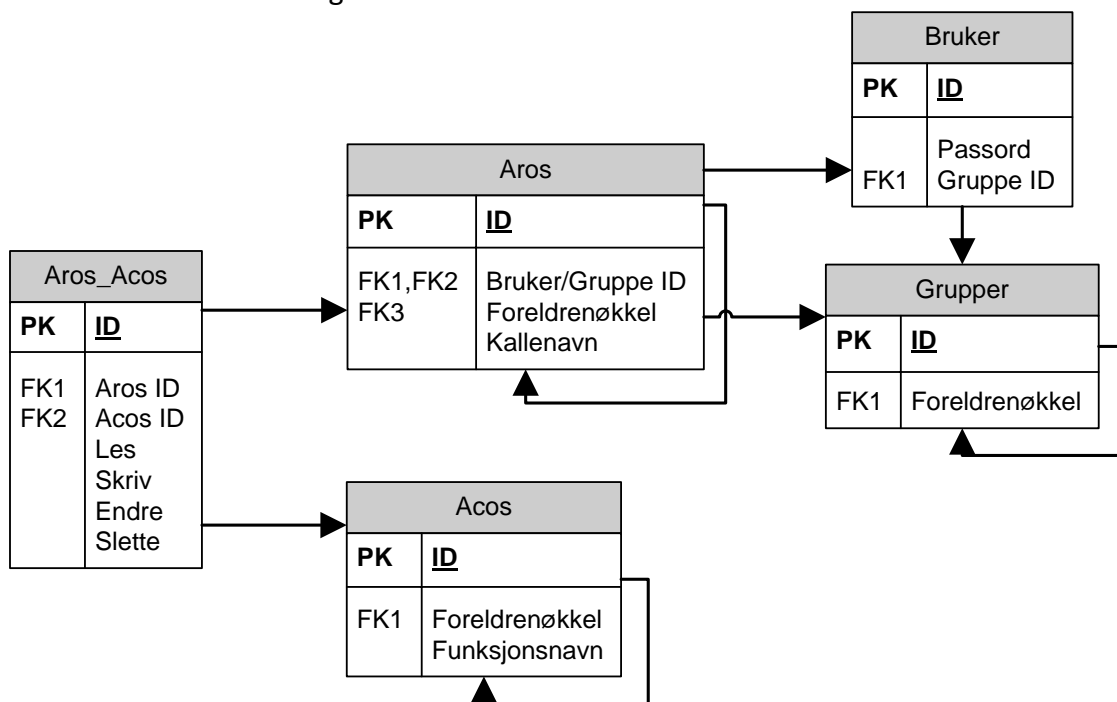 g
Bruker
PK ID
Passord
FK1 Gruppe ID
Aros
PK ID
FK1,FK2 Bruker/Gruppe ID
FK3 Foreldrenøkkel
Kallenavn
Aros_Acos
PK ID
FK1 Aros ID
FK2 Acos ID
Les
Skriv
Endre
Slette
Grupper
PK ID
FK1 Foreldrenøkkel
Acos
PK ID
FK1 Foreldrenøkkel
Funksjonsnavn